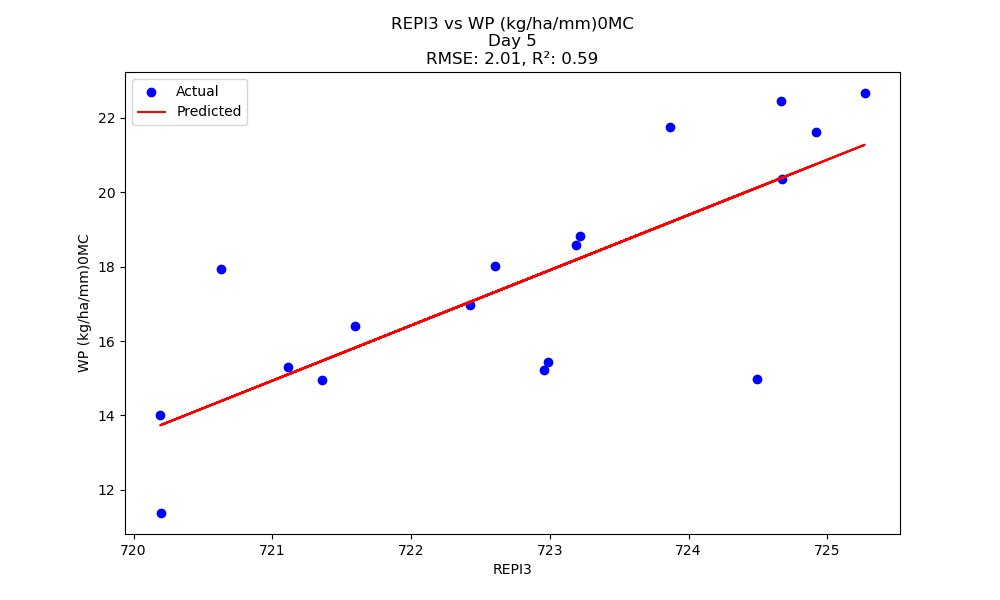 REPI3 vs WP (kg/ha/mm)0MC
Day 5
RMSE: 2.01, R²: 0.59
Actual
Predicted
22
20
18
16
14
12
WP (kg/ha/mm)0MC
720 721 722 723 724 725
REPI3